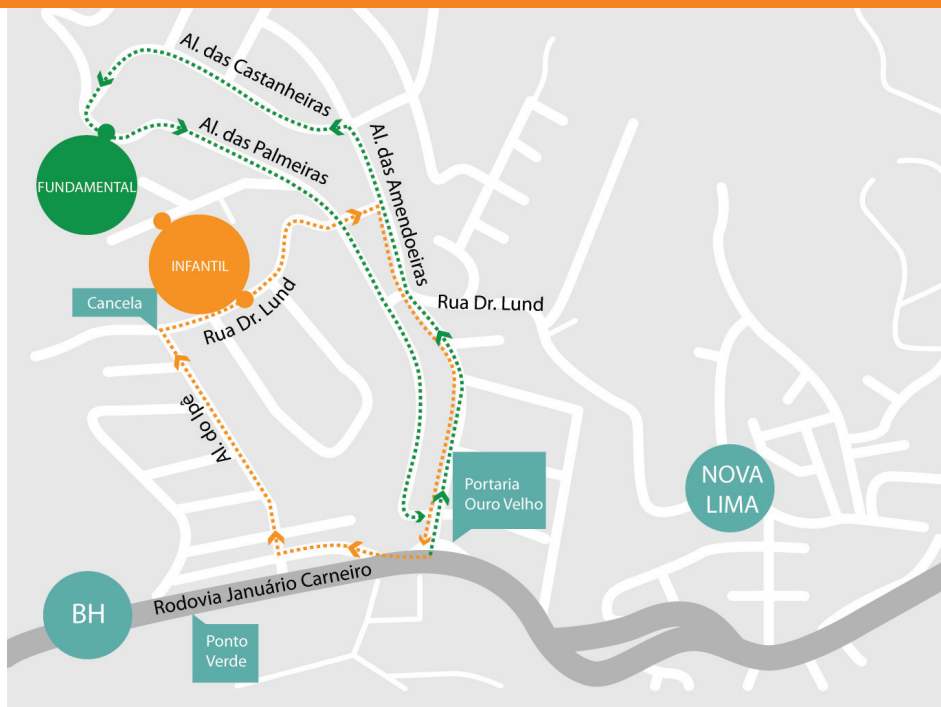 Al. das Castanheiras
Al. das Palmeiras
Al. das Amendoeiras
FUNDAMENTAL
INFANTIL
Cancela
Rua Dr. Lund
Rua Dr. Lund
Al. do Ipê
Portaria
Ouro Velho
NOVA
LIMA
Rodovia Januário Carneiro
BH
Ponto
Verde